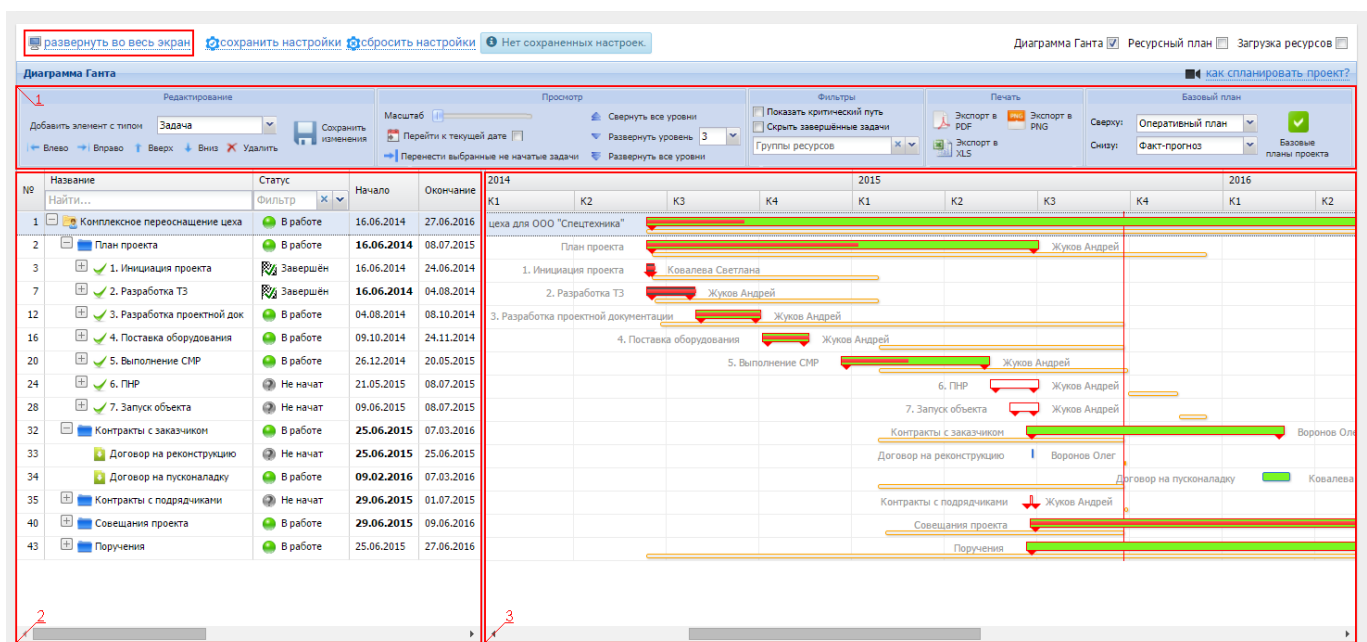 развернуть во весь экран сохранить настройки сбросить настройки Нет сохраненных настроек. Диаграмма Ганта Ресурсный план Загрузка ресурсов
Диаграмма Ганта как спланировать проект?
1 Редактирование Просмотр Фильтры Печать Базовый план
Добавить элемент с типом Задача Сохранить изменения
Влево Вправо Вверх Вниз Удалить
Масштаб Свернуть все уровни
Перейти к текущей дате Развернуть уровень 3
Перенести выбранные не начатые задачи Развернуть все уровни
Показать критический путь
Скрыть завершённые задачи
Группы ресурсов
Экспорт в PDF PNG Экспорт в PNG
Экспорт в XLS
Сверху: Оперативный план
Снизу: Факт-прогноз
Базовые планы проекта
№ Название Статус Начало Окончание 2014 2015 2016
Найти... Фильтр К1 К2 К3 К4 К1 К2 К3 К4 К1 К2
1 Комплексное переоснащение цеха В работе 16.06.2014 27.06.2016 цеха для ООО "Спецтехника"
2 План проекта В работе 16.06.2014 08.07.2015 План проекта Жуков Андрей
3 1. Инициация проекта Завершён 16.06.2014 24.06.2014 1. Инициация проекта Ковалева Светлана
7 2. Разработка ТЗ Завершён 16.06.2014 04.08.2014 2. Разработка ТЗ Жуков Андрей
12 3. Разработка проектной док В работе 04.08.2014 08.10.2014 3. Разработка проектной документации Жуков Андрей
16 4. Поставка оборудования В работе 09.10.2014 24.11.2014 4. Поставка оборудования Жуков Андрей
20 5. Выполнение СМР В работе 26.12.2014 20.05.2015 5. Выполнение СМР Жуков Андрей
24 6. ПНР Не начат 21.05.2015 08.07.2015 6. ПНР Жуков Андрей
28 7. Запуск объекта Не начат 09.06.2015 08.07.2015 7. Запуск объекта Жуков Андрей
32 Контракты с заказчиком В работе 25.06.2015 07.03.2016 Контракты с заказчиком Воронов Оле
33 Договор на реконструкцию Не начат 25.06.2015 25.06.2015 Договор на реконструкцию Воронов Олег
34 Договор на пусконаладку В работе 09.02.2016 07.03.2016 Договор на пусконаладку Ковалева
35 Контракты с подрядчиками Не начат 29.06.2015 01.07.2015 Контракты с подрядчиками Жуков Андрей
40 Совещания проекта В работе 29.06.2015 09.06.2016 Совещания проекта
43 Поручения В работе 25.06.2015 27.06.2016 Поручения
2 3